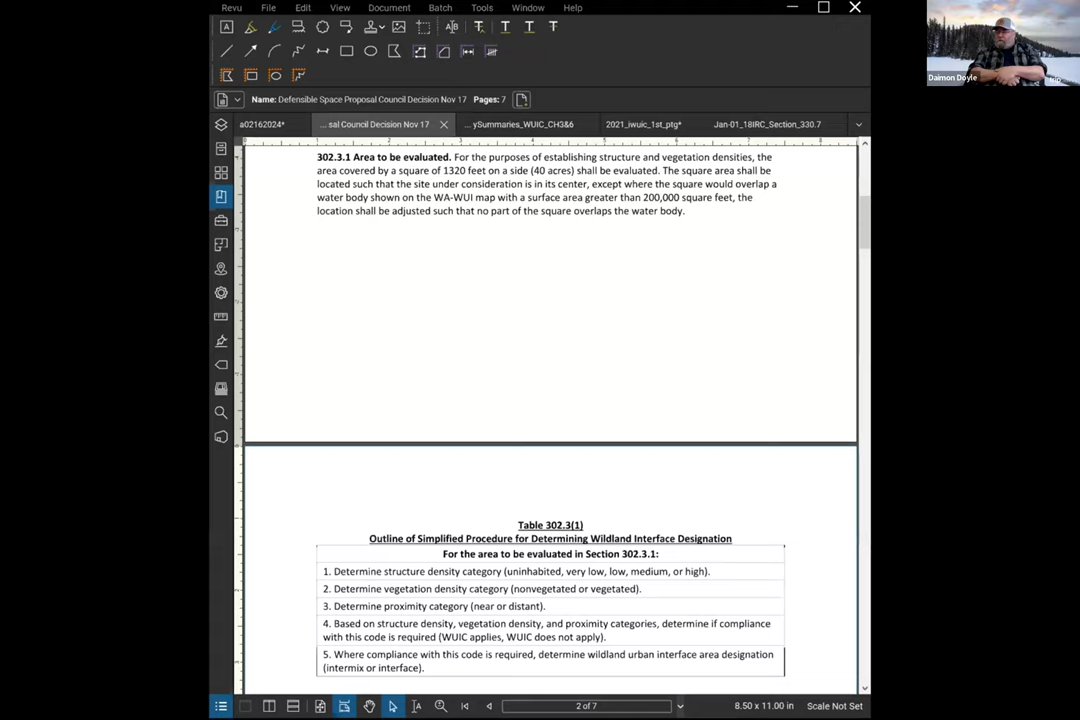 Revu File Edit View Document Batch Tools Window Help
Name: Defensible Space Proposal Council Decision Nov 17 Pages: 7
a02162024* ... sal Council Decision Nov 17 ... ySummaries_WUIC_CH3&6 2021_iwuic_1st_ptg* Jan-01_18IRC_Section_330.7
302.3.1 Area to be evaluated. For the purposes of establishing structure and vegetation densities, the
area covered by a square of 1320 feet on a side (40 acres) shall be evaluated. The square area shall be
located such that the site under consideration is in its center, except where the square would overlap a
water body shown on the WA-WUI map with a surface area greater than 200,000 square feet, the
location shall be adjusted such that no part of the square overlaps the water body.
Table 302.3(1)
Outline of Simplified Procedure for Determining Wildland Interface Designation
For the area to be evaluated in Section 302.3.1:
1. Determine structure density category (uninhabited, very low, low, medium, or high).
2. Determine vegetation density category (nonvegetated or vegetated).
3. Determine proximity category (near or distant).
4. Based on structure density, vegetation density, and proximity categories, determine if compliance
with this code is required (WUIC applies, WUIC does not apply).
5. Where compliance with this code is required, determine wildland urban interface area designation
(intermix or interface).
2 of 7 8.50 x 11.00 in Scale Not Set
Daimon Doyle